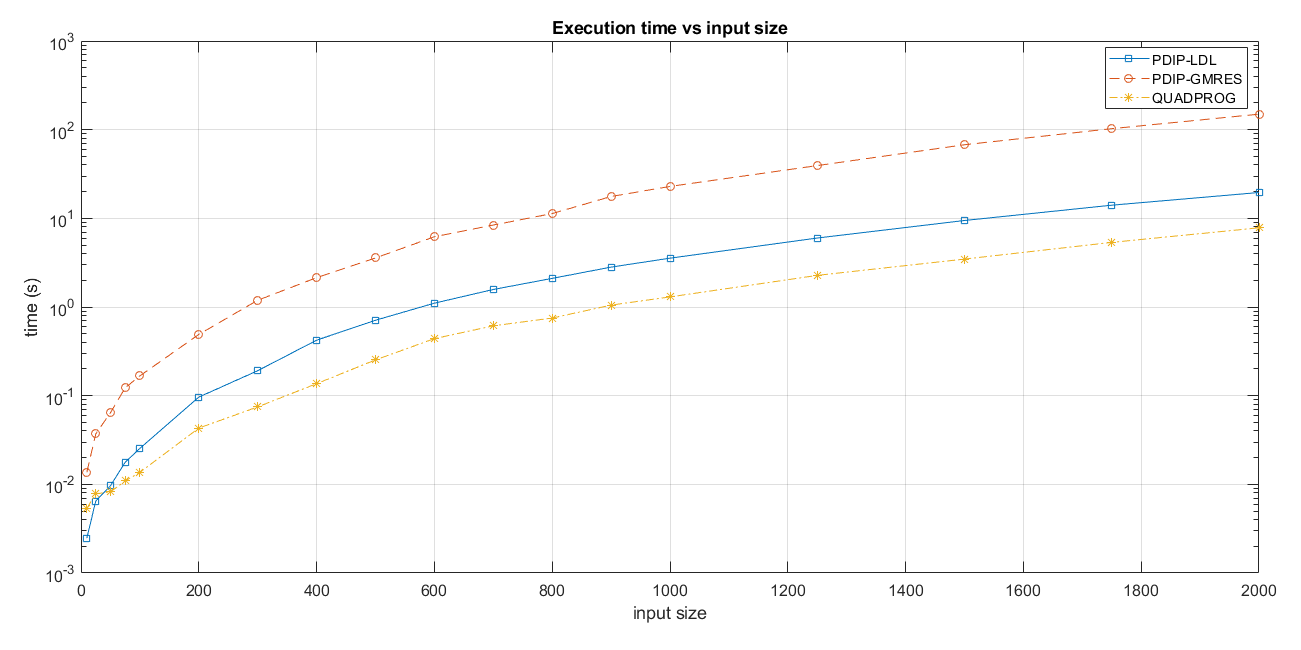 Execution time vs input size
10^3
10^2
10^1
10^0
10^-1
10^-2
10^-3
time (s)
PDIP-LDL
PDIP-GMRES
QUADPROG
0 200 400 600 800 1000 1200 1400 1600 1800 2000
input size